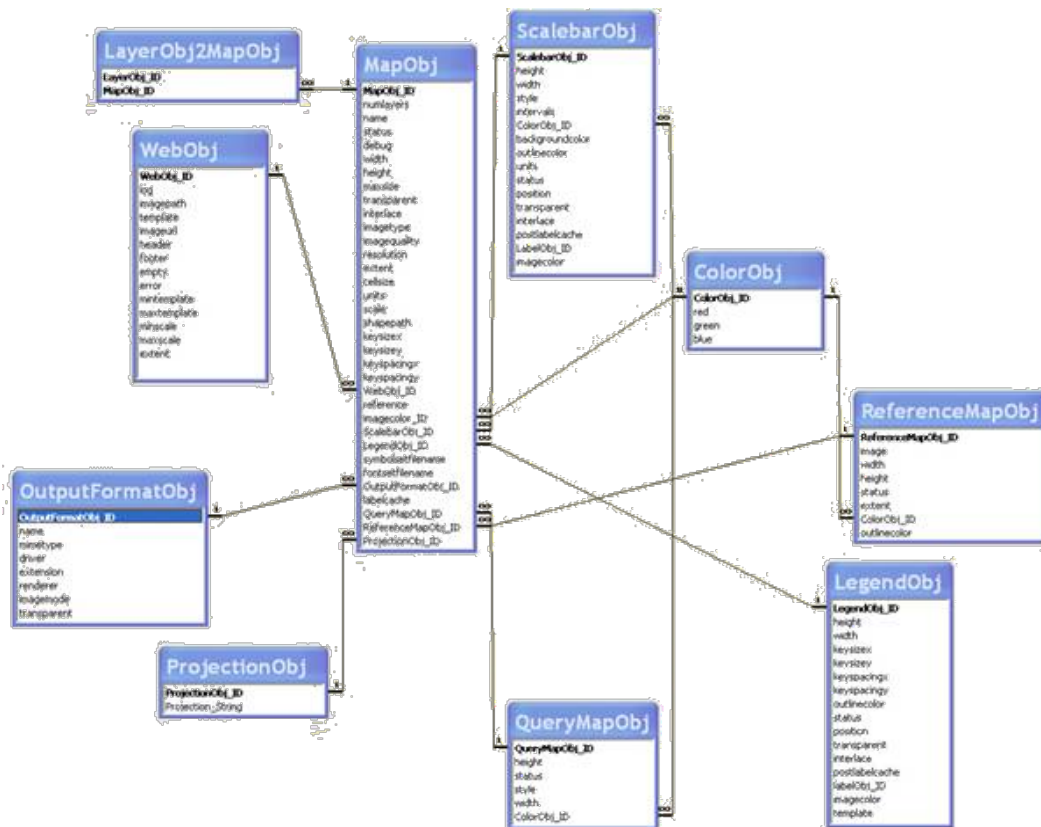 LayerObj2MapObj
LayerObj_ID
MapObj_ID
WebObj
WebObj_ID
log
imagepath
template
imageurl
header
footer
empty
error
mintemplate
maxtemplate
minscale
maxscale
extent
OutputFormatObj
OutputFormatObj_ID
name
mimetype
driver
extension
renderer
imagemode
transparent
ProjectionObj
ProjectionObj_ID
Projection_String
MapObj
MapObj_ID
numlayers
name
status
debug
width
height
maxsize
transparent
interlace
imagetype
imagequality
resolution
extent
cellsize
units
scale
shapepath
keysizex
keysizey
keyspacingx
keyspacingy
WebObj_ID
reference
imagecolor_ID
ScalebarObj_ID
LegendObj_ID
symbolsetfilename
fontsetfilename
OutputFormatObj_ID
labelcache
QueryMapObj_ID
ReferenceMapObj_ID
ProjectionObj_ID
ScalebarObj
ScalebarObj_ID
height
width
style
intervals
ColorObj_ID
backgroundcolor
outlinecolor
units
status
position
transparent
interlace
postlabelcache
LabelObj_ID
imagecolor
ColorObj
ColorObj_ID
red
green
blue
ReferenceMapObj
ReferenceMapObj_ID
image
width
height
status
extent
ColorObj_ID
outlinecolor
LegendObj
LegendObj_ID
height
width
keysizex
keysizey
keyspacingx
keyspacingy
outlinecolor
status
position
transparent
interlace
postlabelcache
labelObj_ID
imagecolor
template
QueryMapObj
QueryMapObj_ID
height
status
style
width
ColorObj_ID